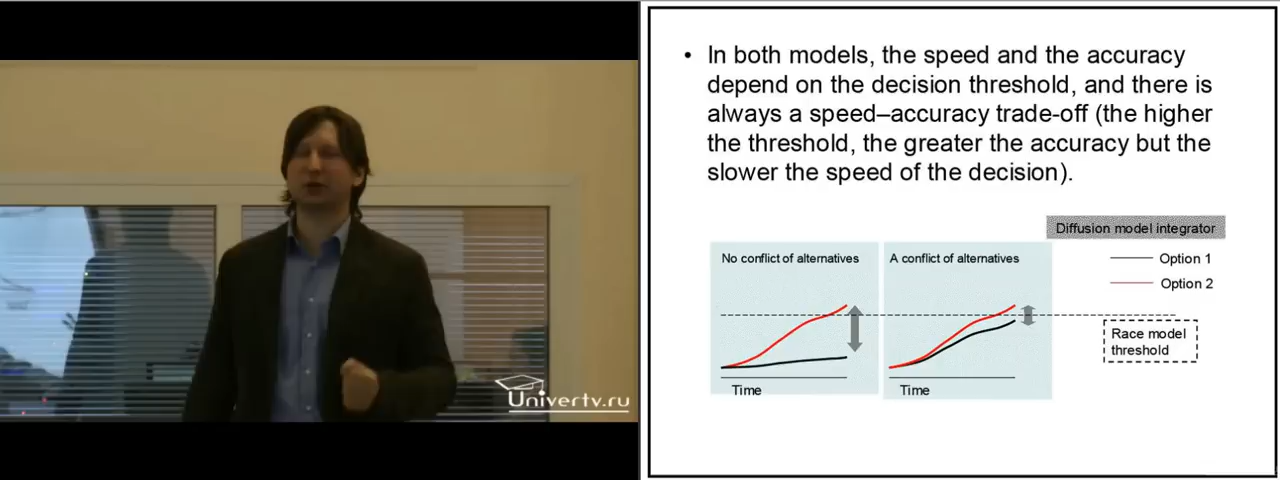 • In both models, the speed and the accuracy
depend on the decision threshold, and there is
always a speed–accuracy trade-off (the higher
the threshold, the greater the accuracy but the
slower the speed of the decision).
Diffusion model integrator
No conflict of alternatives
A conflict of alternatives
Option 1
Option 2
Race model
threshold
Time
Time
Univertv.ru